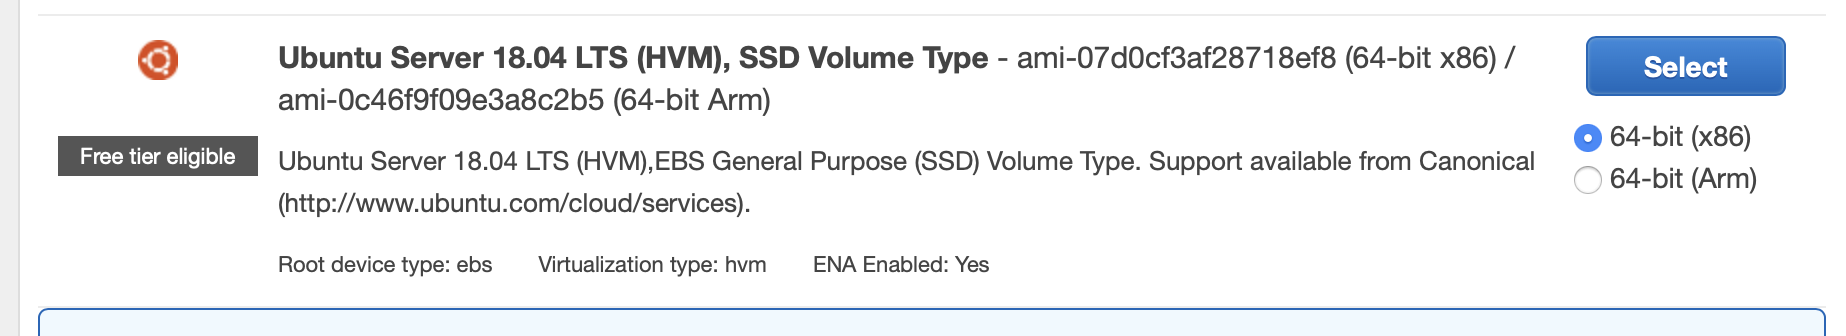 Ubuntu Server 18.04 LTS (HVM), SSD Volume Type - ami-07d0cf3af28718ef8 (64-bit x86) /
ami-0c46f9f09e3a8c2b5 (64-bit Arm)
Select
64-bit (x86)
64-bit (Arm)
Free tier eligible
Ubuntu Server 18.04 LTS (HVM),EBS General Purpose (SSD) Volume Type. Support available from Canonical
(http://www.ubuntu.com/cloud/services).
Root device type: ebs Virtualization type: hvm ENA Enabled: Yes